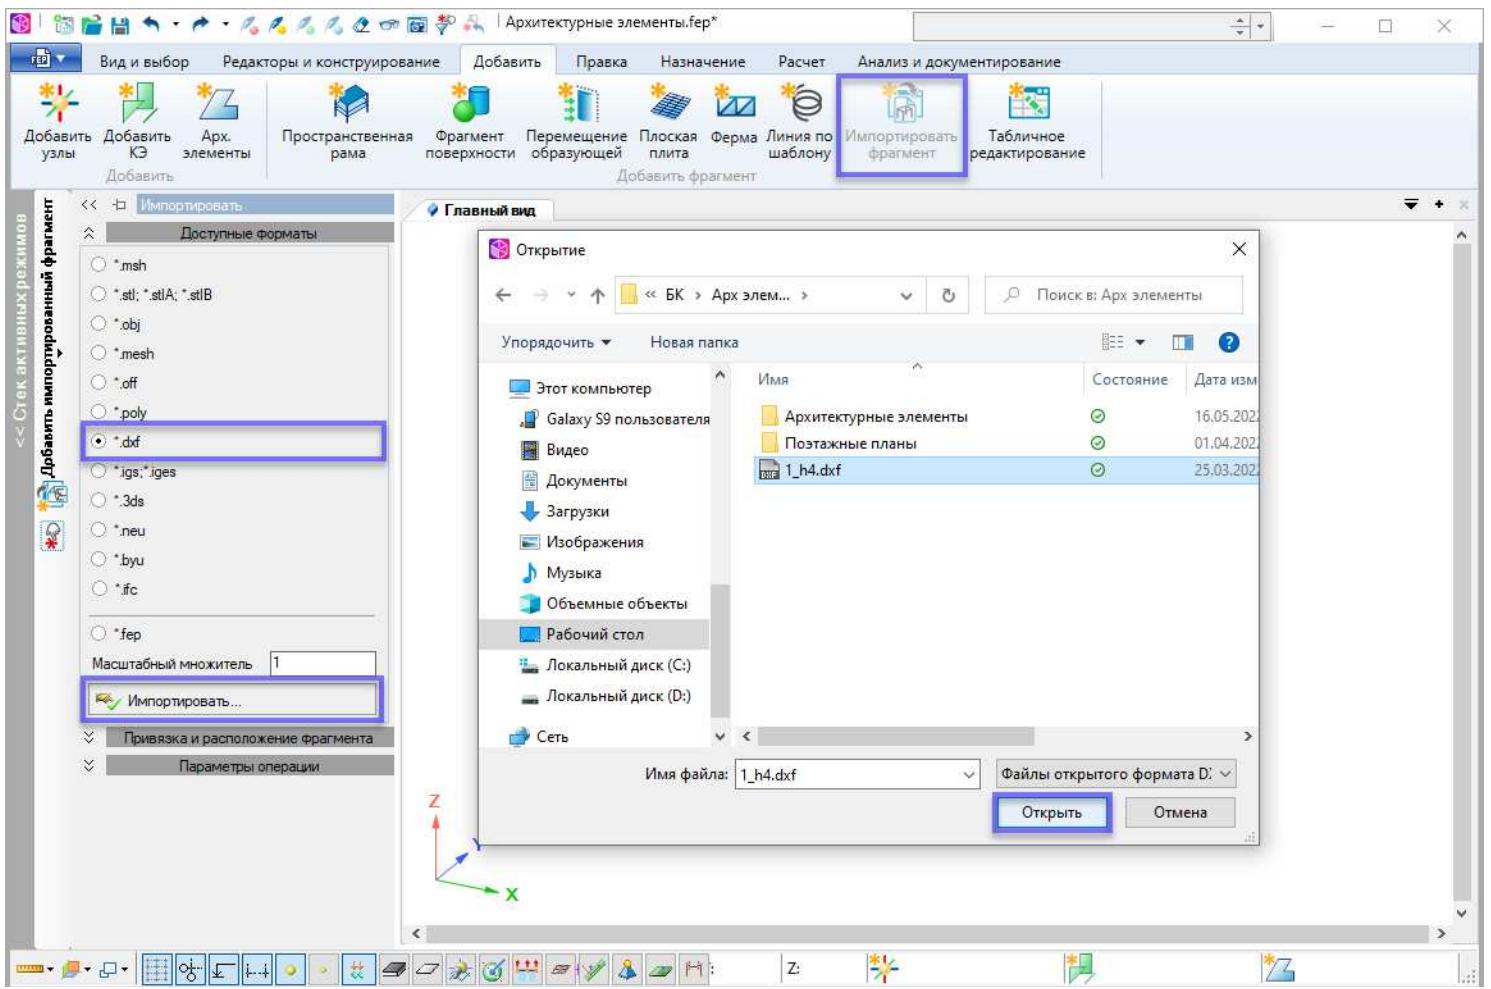 Архитектурные элементы.fep*
FEP
Вид и выбор Редакторы и конструирование Добавить Правка Назначение Расчет Анализ и документирование
Добавить узлы
Добавить КЭ
Арх. элементы
Пространственная рама
Фрагмент поверхности
Перемещение образующей
Плоская плита
Ферма
Линия по шаблону
Импортировать фрагмент
Табличное редактирование
Добавить
Добавить фрагмент
<< Стек активных режимов
Добавить импортированный фрагмент
<< Импортировать
Доступные форматы
*.msh
*.stl; *.stlA; *.stlB
*.obj
*.mesh
*.off
*.poly
*.dxf
*.igs;*.iges
*.3ds
*.neu
*.byu
*.ifc
*.fep
Масштабный множитель 1
Импортировать...
Привязка и расположение фрагмента
Параметры операции
Главный вид
Открытие
« БК › Арх элем... ›
Поиск в: Арх элементы
Упорядочить Новая папка
Этот компьютер
Galaxy S9 пользователя
Видео
Документы
Загрузки
Изображения
Музыка
Объемные объекты
Рабочий стол
Локальный диск (C:)
Локальный диск (D:)
Сеть
Имя Состояние Дата изм
Архитектурные элементы 16.05.202
Поэтажные планы 01.04.202
1_h4.dxf 25.03.202
Имя файла: 1_h4.dxf Файлы открытого формата D
Открыть Отмена
Z
Y
X
: Z: